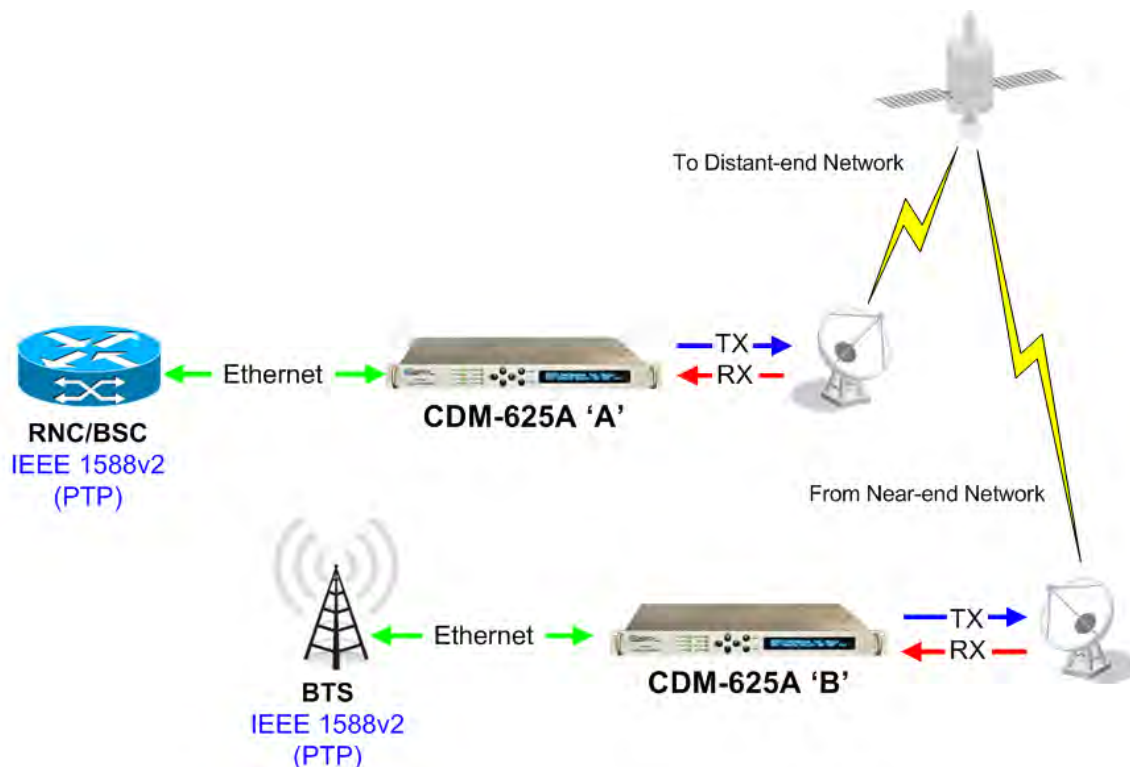 To Distant-end Network
TX
Ethernet
RX
CDM-625A ‘A’
RNC/BSC
IEEE 1588v2
(PTP)
From Near-end Network
TX
Ethernet
RX
CDM-625A ‘B’
BTS
IEEE 1588v2
(PTP)